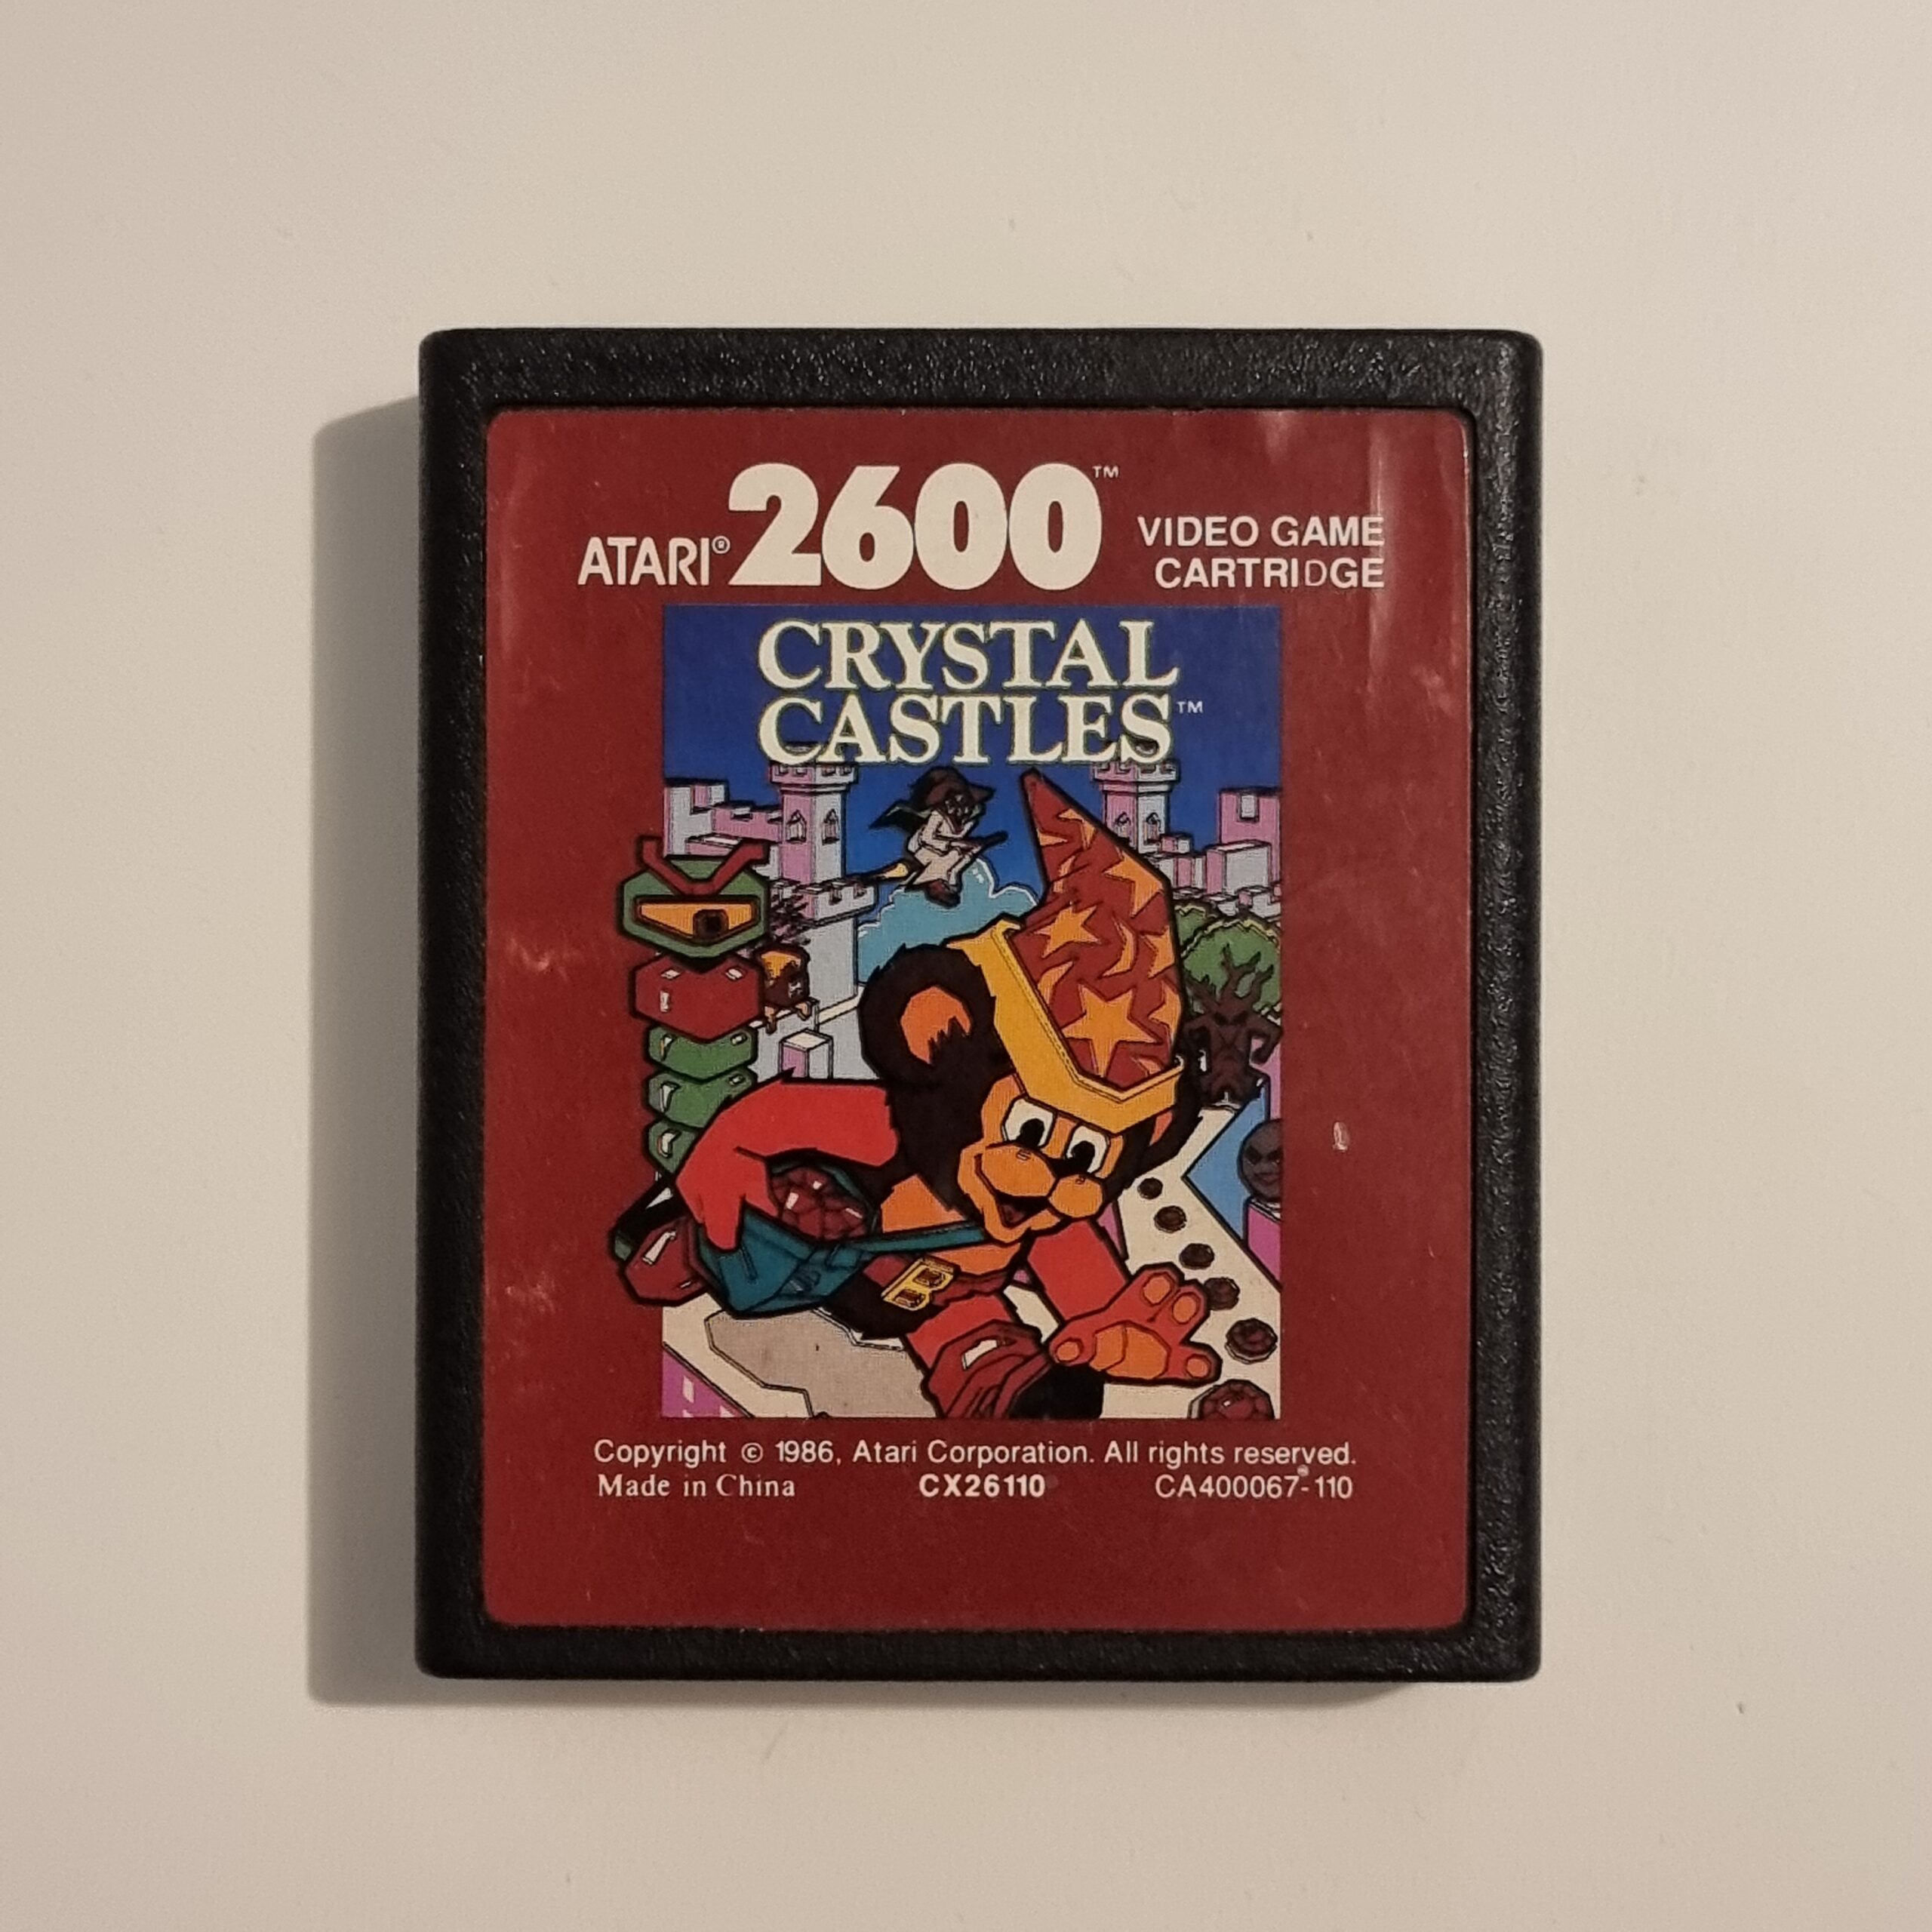 ATARI® 2600™ VIDEO GAME
CARTRIDGE
CRYSTAL
CASTLES™
Copyright © 1986, Atari Corporation. All rights reserved.
Made in China CX26110 CA400067-110